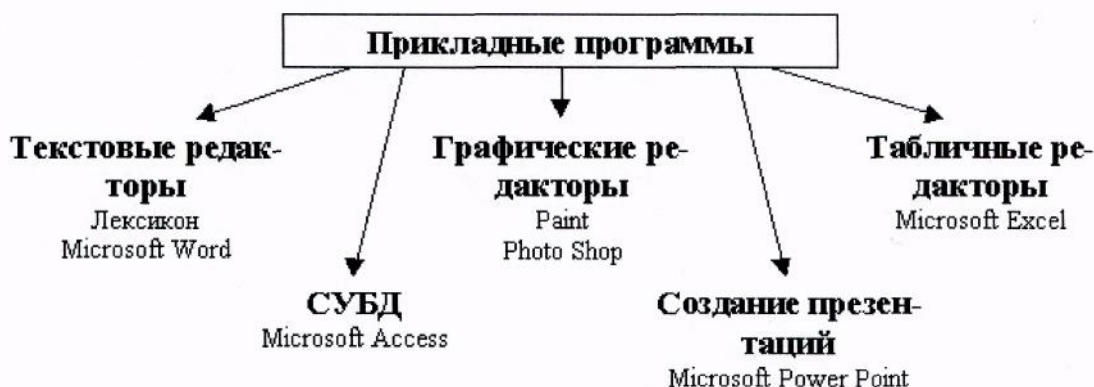 Прикладные программы
Текстовые редак-
торы
Лексикон
Microsoft Word
Графические ре-
дакторы
Paint
Photo Shop
Табличные ре-
дакторы
Microsoft Excel
СУБД
Microsoft Access
Создание презен-
таций
Microsoft Power Point